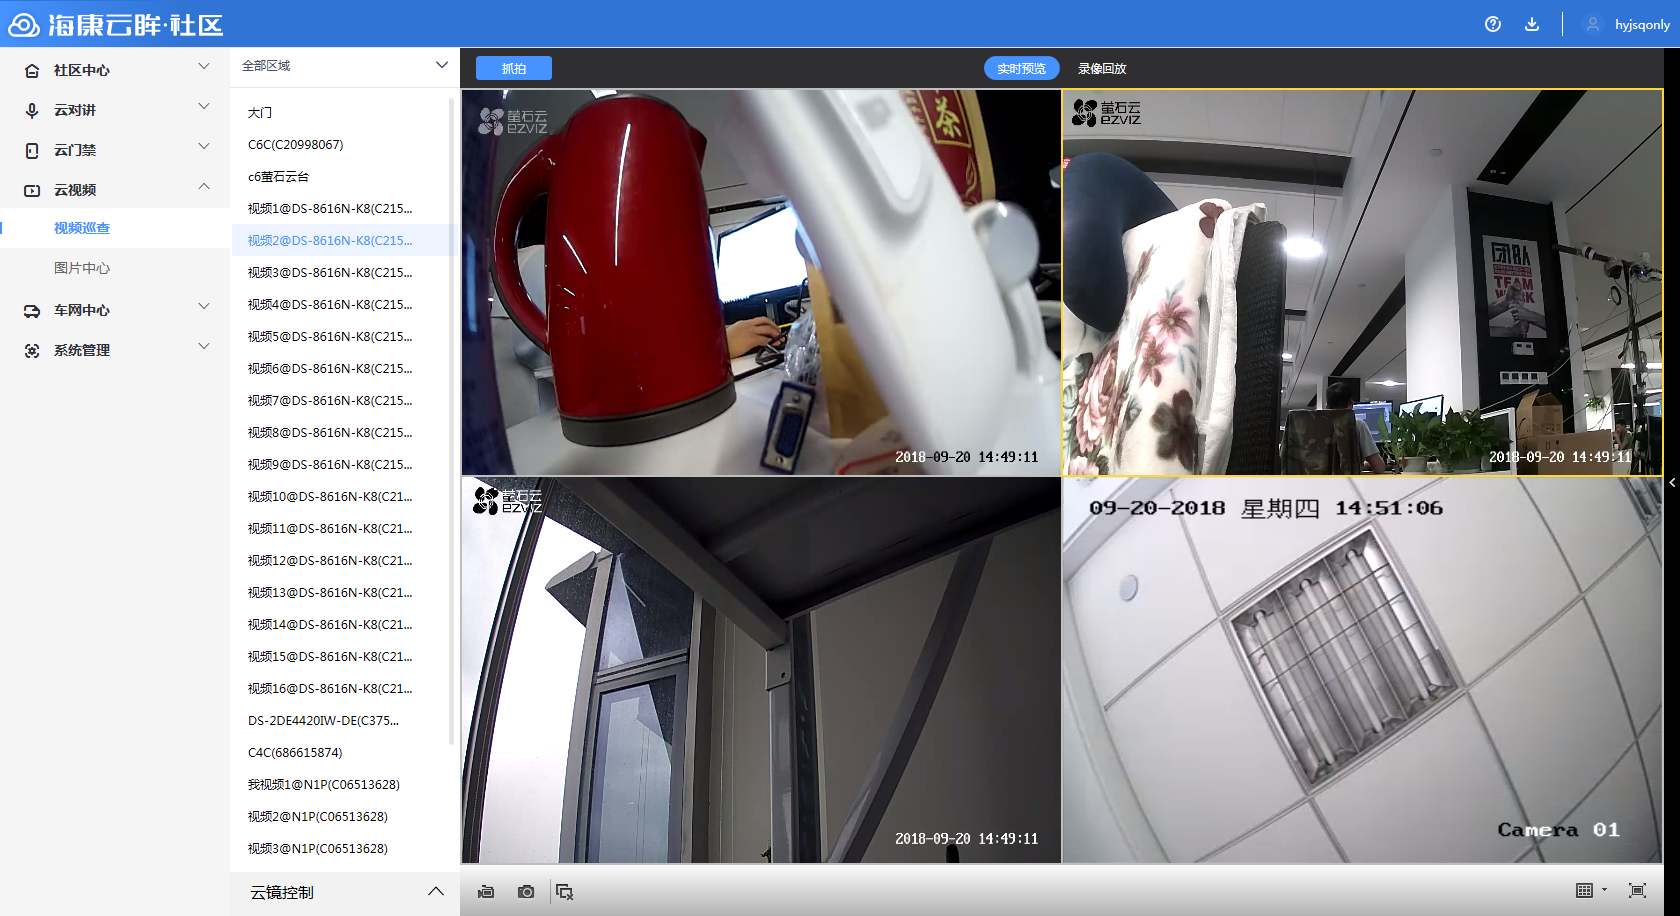 海康云眸·社区
hyjsqonly
社区中心
云对讲
云门禁
云视频
视频巡查
图片中心
车网中心
系统管理
全部区域
大门
C6C(C20998067)
c6萤石云台
视频1@DS-8616N-K8(C215...
视频2@DS-8616N-K8(C215...
视频3@DS-8616N-K8(C215...
视频4@DS-8616N-K8(C215...
视频5@DS-8616N-K8(C215...
视频6@DS-8616N-K8(C215...
视频7@DS-8616N-K8(C215...
视频8@DS-8616N-K8(C215...
视频9@DS-8616N-K8(C215...
视频10@DS-8616N-K8(C21...
视频11@DS-8616N-K8(C21...
视频12@DS-8616N-K8(C21...
视频13@DS-8616N-K8(C21...
视频14@DS-8616N-K8(C21...
视频15@DS-8616N-K8(C21...
视频16@DS-8616N-K8(C21...
DS-2DE4420IW-DE(C375...
C4C(686615874)
我视频1@N1P(C06513628)
视频2@N1P(C06513628)
视频3@N1P(C06513628)
云镜控制
抓拍
实时预览
录像回放
萤石云
ezviz
茶
2018-09-20 14:49:11
萤石云
ezviz
团队
TEAM
WORK
2018-09-20 14:49:11
萤石云
ezviz
2018-09-20 14:49:11
09-20-2018 星期四 14:51:06
Camera 01